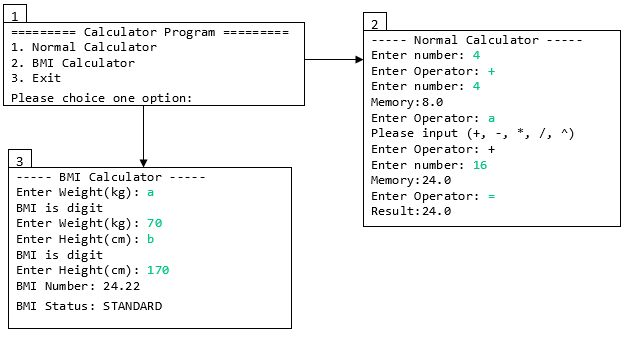 1
========= Calculator Program =========
1. Normal Calculator
2. BMI Calculator
3. Exit
Please choice one option:
2
----- Normal Calculator -----
Enter number: 4
Enter Operator: +
Enter number: 4
Memory:8.0
Enter Operator: a
Please input (+, -, *, /, ^)
Enter Operator: +
Enter number: 16
Memory:24.0
Enter Operator: =
Result:24.0
3
----- BMI Calculator -----
Enter Weight(kg): a
BMI is digit
Enter Weight(kg): 70
Enter Height(cm): b
BMI is digit
Enter Height(cm): 170
BMI Number: 24.22
BMI Status: STANDARD